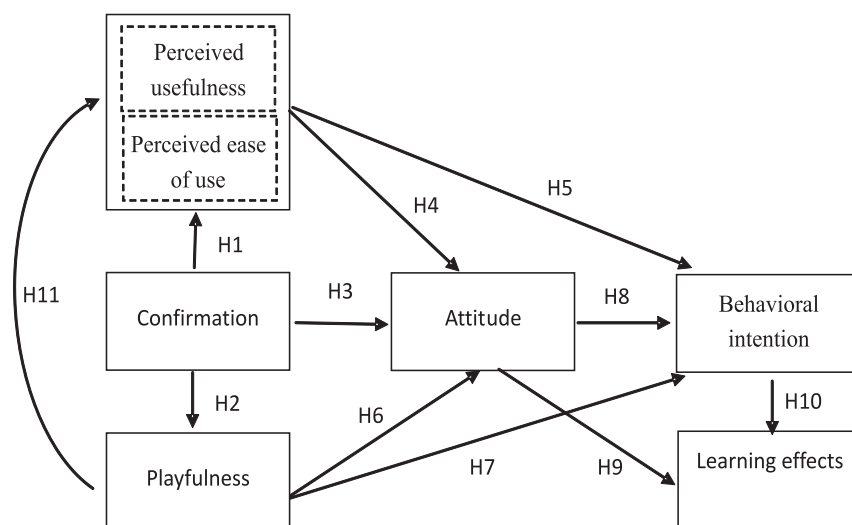 Perceived
usefulness
Perceived ease
of use
H1
H4
H5
H11
Confirmation
H3
Attitude
H8
Behavioral
intention
H2
H6
H7
H9
H10
Playfulness
Learning effects